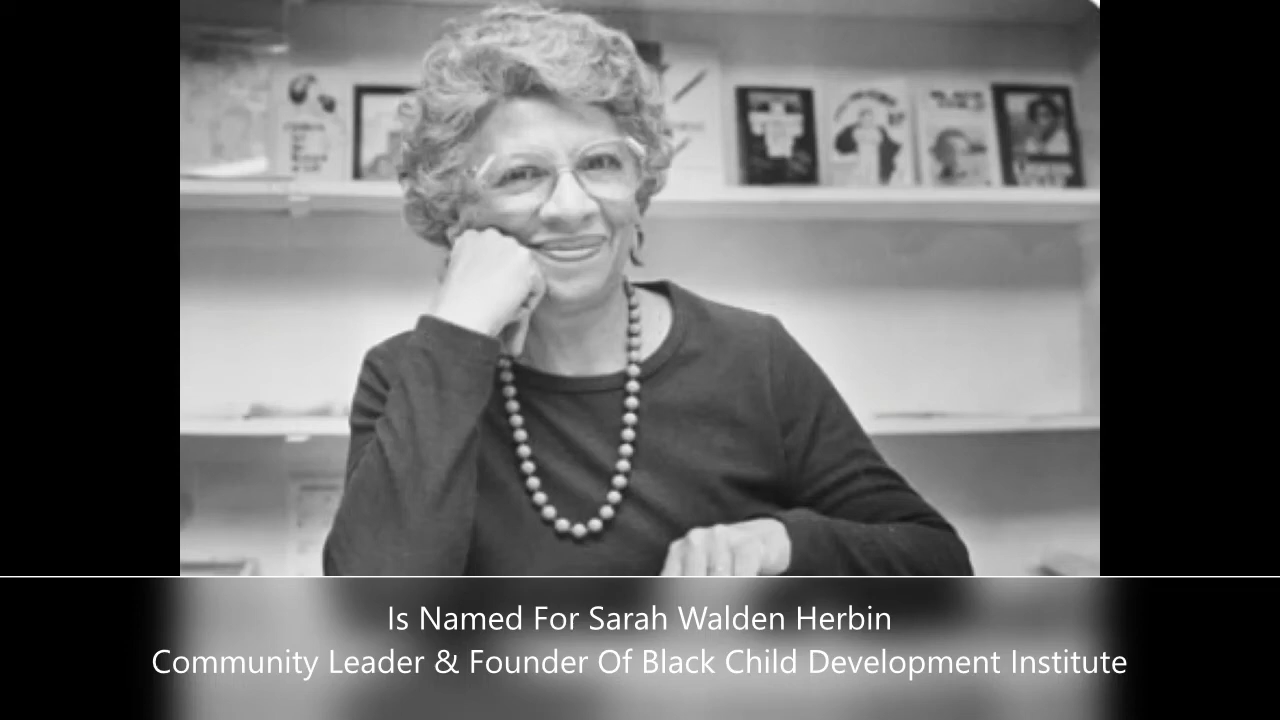 Is Named For Sarah Walden Herbin
Community Leader & Founder Of Black Child Development Institute